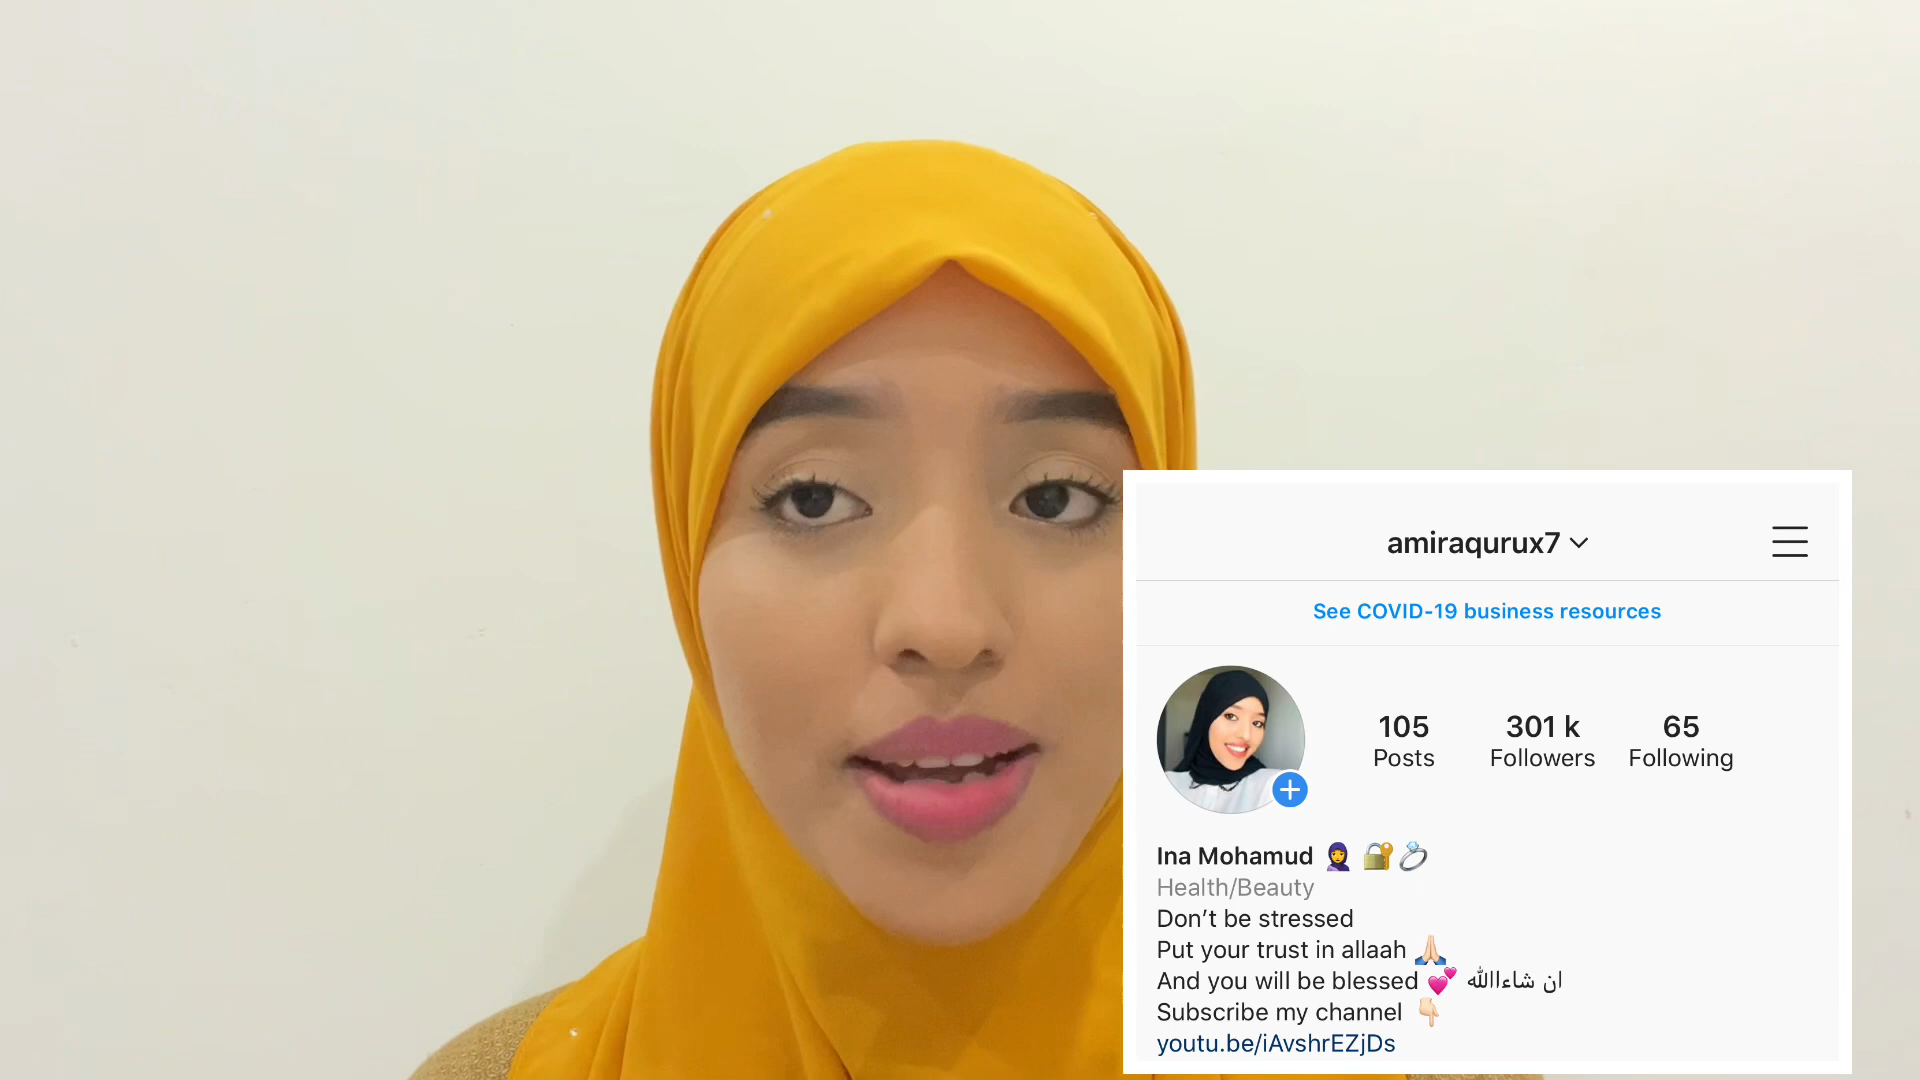 amiraqurux7
See COVID-19 business resources
105 301 k 65
Posts Followers Following
Ina Mohamud 🧕 🔐 💍
Health/Beauty
Don’t be stressed
Put your trust in allaah 🙏🏻
And you will be blessed 💕 ان شاءاالله
Subscribe my channel 👇🏻
youtu.be/iAvshrEZjDs